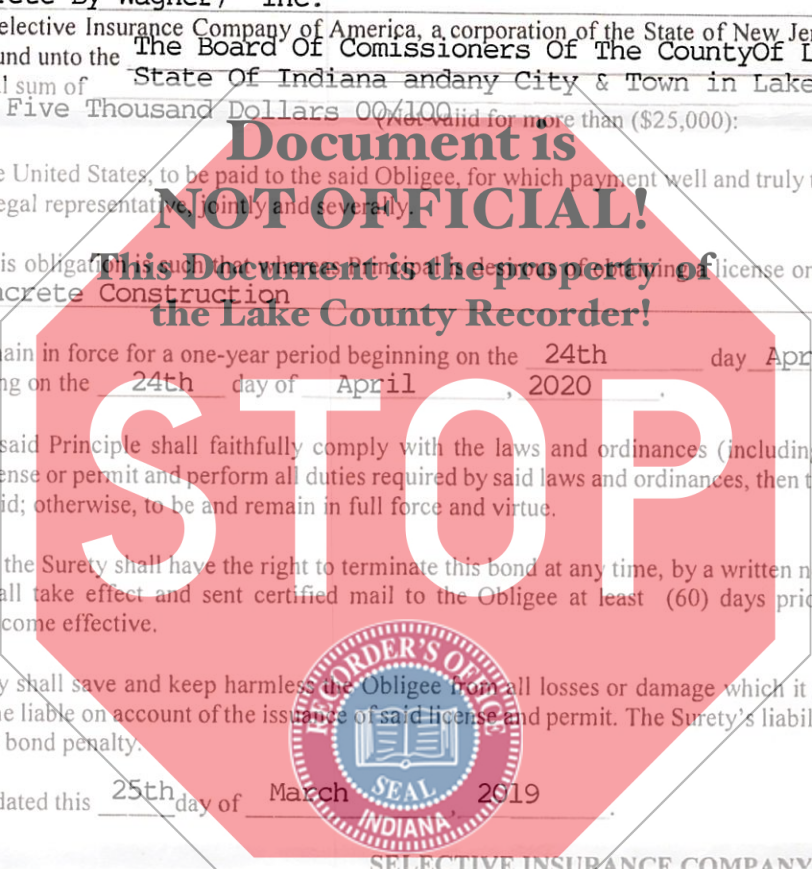 rete By Wagner, Inc.
elective Insurance Company of America, a corporation of the State of New Jer
und unto the The Board Of Comissioners Of The CountyOf L
l sum of State Of Indiana andany City & Town in Lake
Five Thousand Dollars 00/100 (Not valid for more than ($25,000):
Document is
e United States, to be paid to the said Obligee, for which payment well and truly
NOT OFFICIAL!
egal representative, jointly and severally.
This Document is the property of
is obligation is such that whereas Principal is desirous of obtaining a license or
ncrete Construction
the Lake County Recorder!
ain in force for a one-year period beginning on the 24th day Apr
ng on the 24th day of April, 2020.
STOP
said Principle shall faithfully comply with the laws and ordinances (including
ense or permit and perform all duties required by said laws and ordinances, then t
id; otherwise, to be and remain in full force and virtue.
the Surety shall have the right to terminate this bond at any time, by a written n
all take effect and sent certified mail to the Obligee at least (60) days pric
come effective.
y shall save and keep harmless the Obligee from all losses or damage which it
e liable on account of the issuance of said license and permit. The Surety's liabil
bond penalty.
RECORDER'S OFFICE
SEAL
INDIANA
dated this 25th day of March, 2019.
SELECTIVE INSURANCE COMPANY